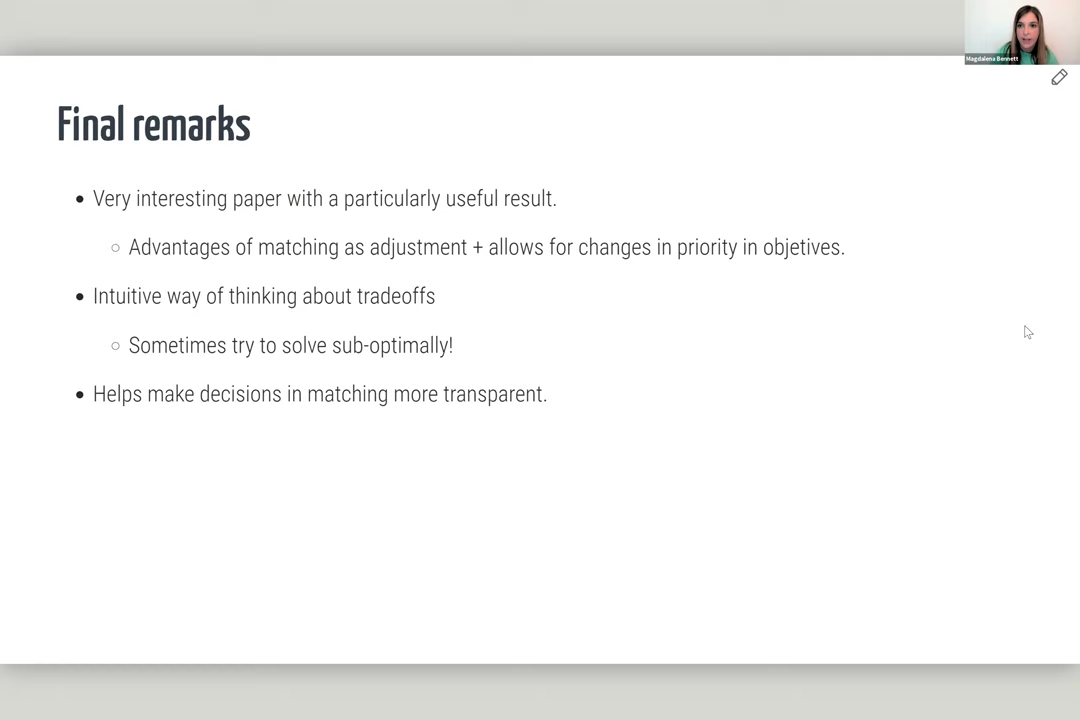 Magdalena Bennett
Final remarks
Very interesting paper with a particularly useful result.
Advantages of matching as adjustment + allows for changes in priority in objetives.
Intuitive way of thinking about tradeoffs
Sometimes try to solve sub-optimally!
Helps make decisions in matching more transparent.